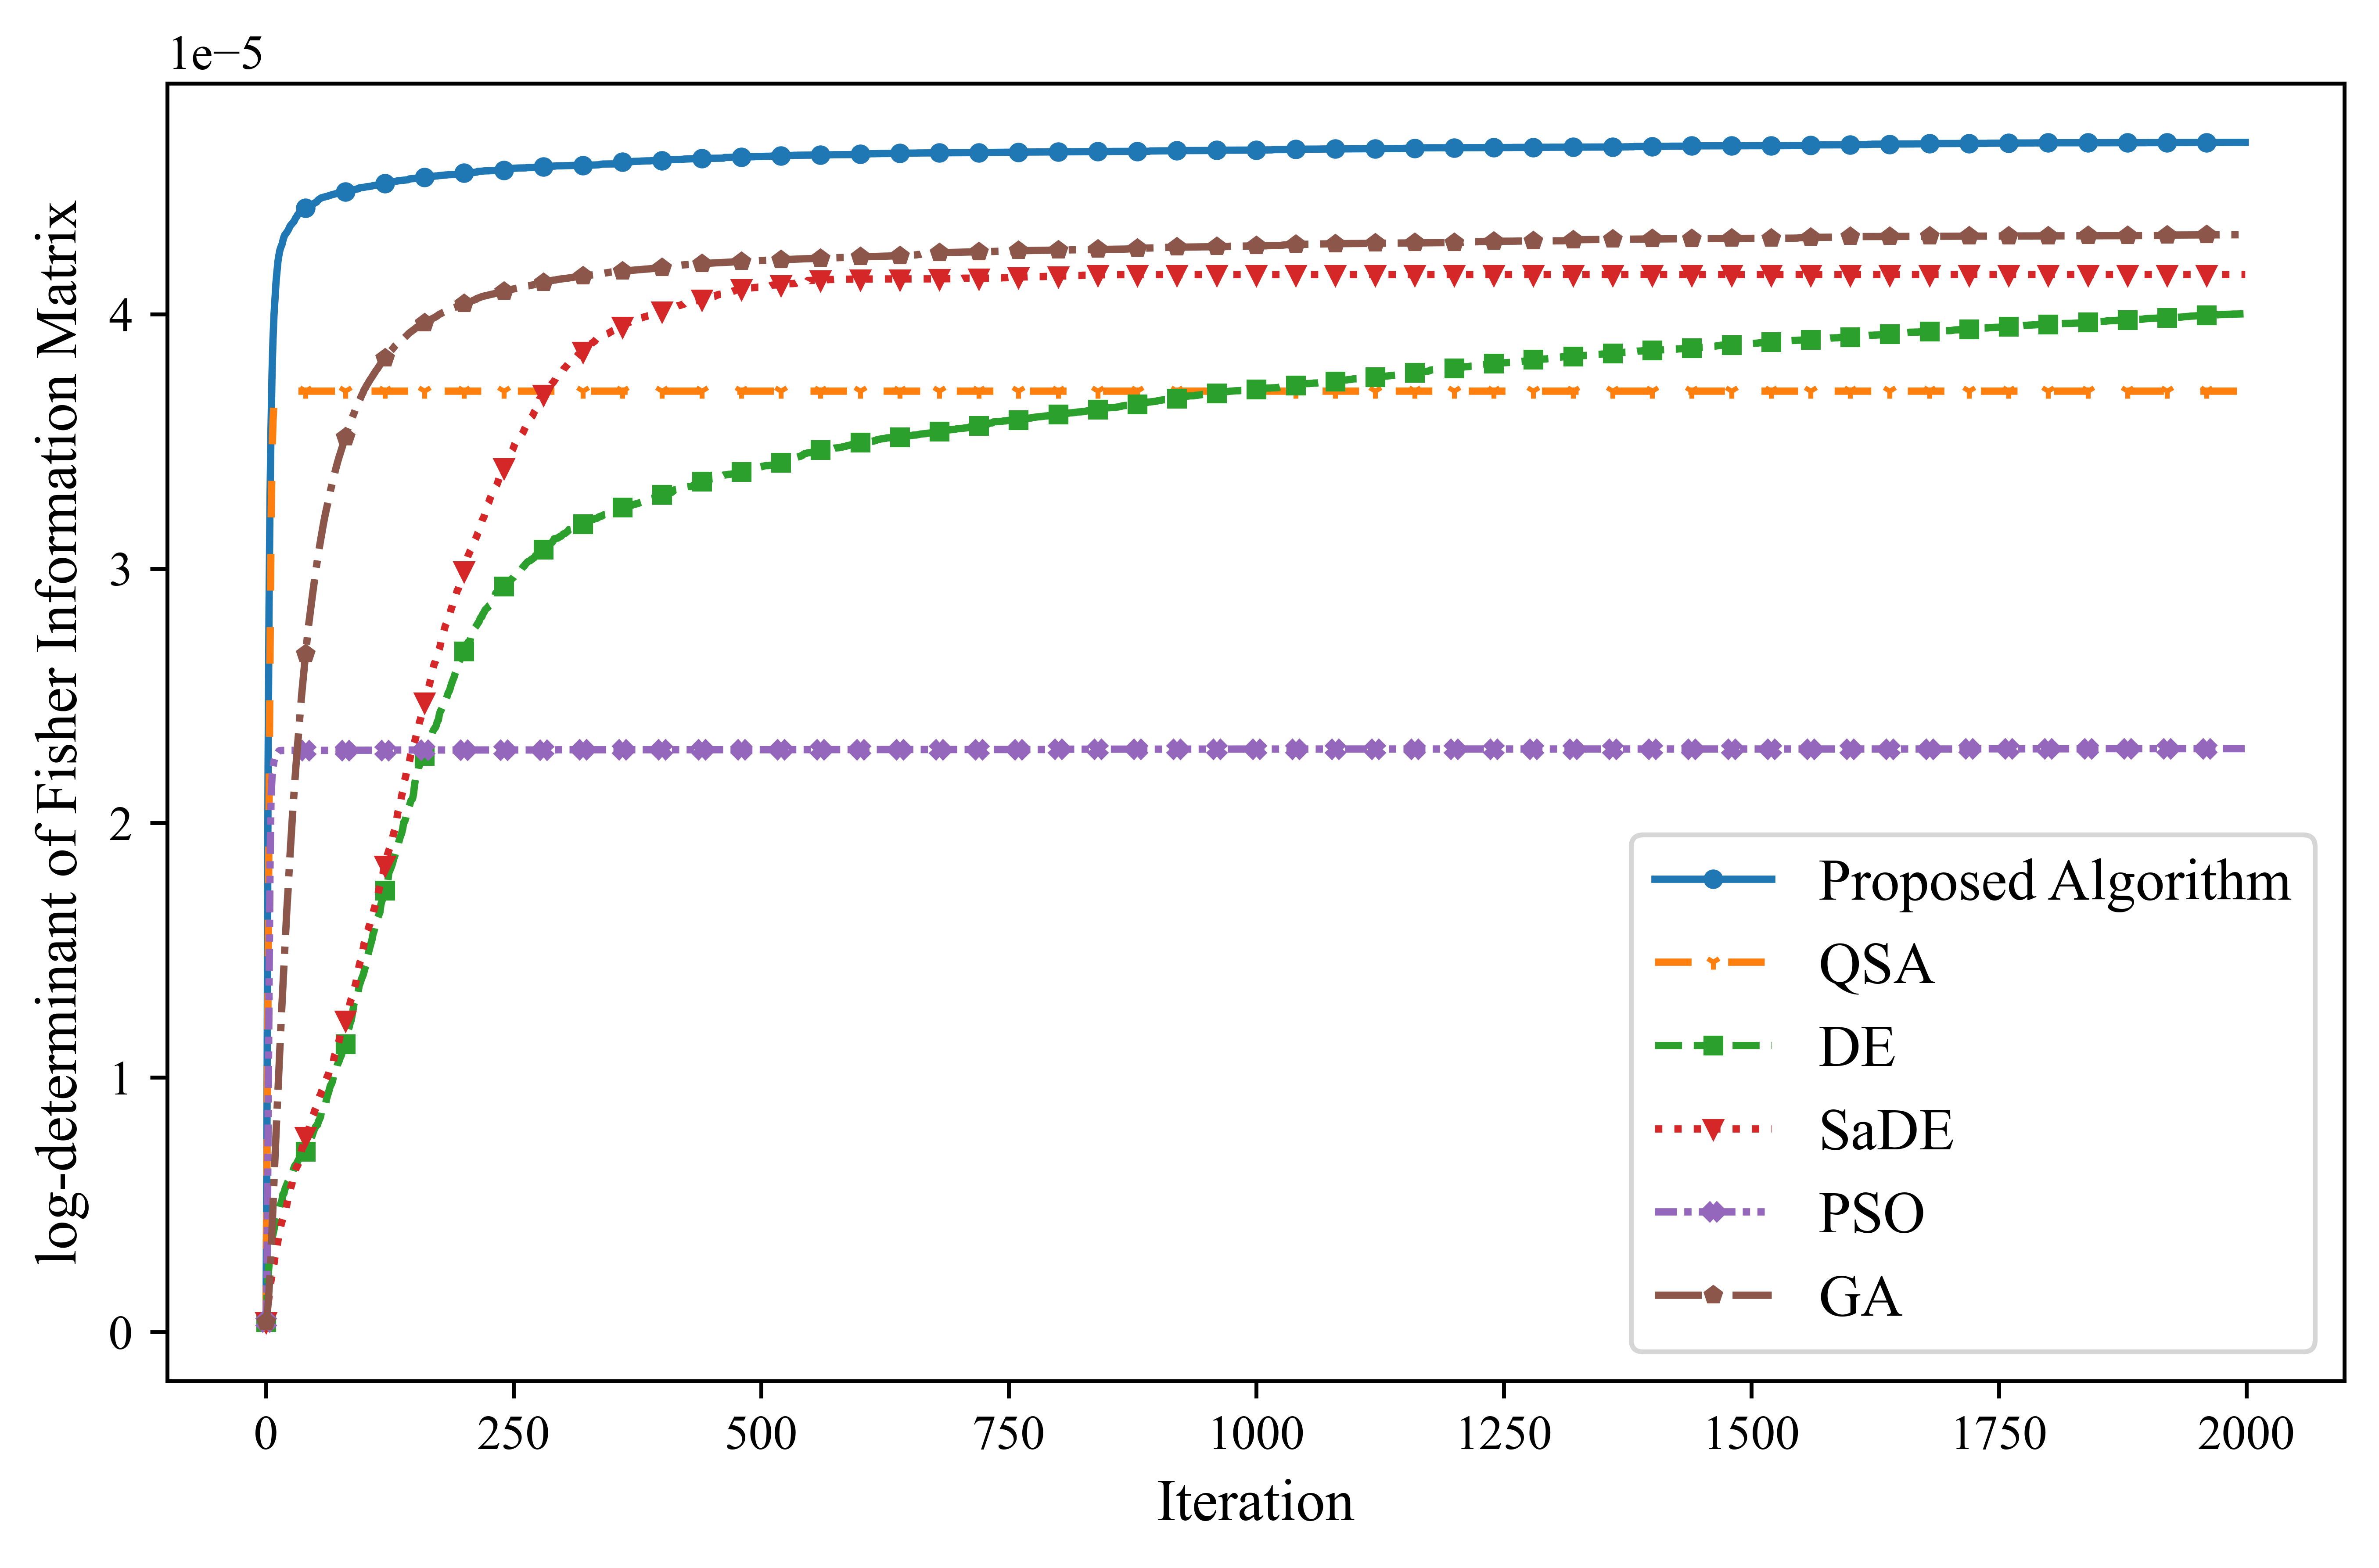 1e−5
log-determinant of Fisher Information Matrix
4
3
2
1
0
Proposed Algorithm
QSA
DE
SaDE
PSO
GA
0 250 500 750 1000 1250 1500 1750 2000
Iteration